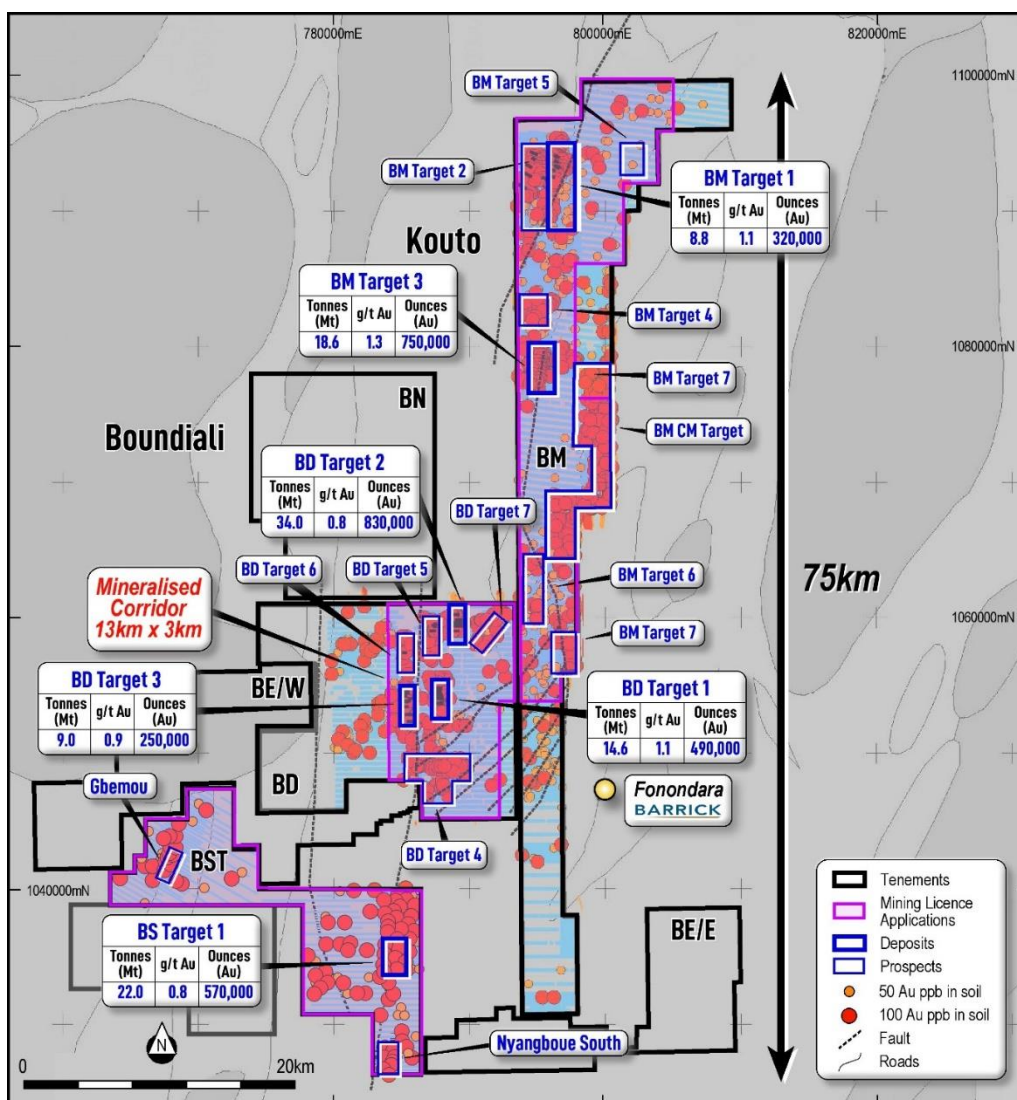 780000mE
800000mE
820000mE
1100000mN
BM Target 5
BM Target 2
BM Target 1
Tonnes (Mt) g/t Au Ounces (Au)
8.8 1.1 320,000
Kouto
BM Target 3
Tonnes (Mt) g/t Au Ounces (Au)
18.6 1.3 750,000
BM Target 4
1080000mN
BM Target 7
BN
BM CM Target
Boundiali
BM
BD Target 2
Tonnes (Mt) g/t Au Ounces (Au)
34.0 0.8 830,000
BD Target 7
BD Target 6
BD Target 5
75km
BM Target 6
Mineralised
Corridor
13km x 3km
1060000mN
BM Target 7
BD Target 3
Tonnes (Mt) g/t Au Ounces (Au)
9.0 0.9 250,000
BE/W
BD Target 1
Tonnes (Mt) g/t Au Ounces (Au)
14.6 1.1 490,000
BD
Gbemou
Fonondara
BARRICK
BST
BD Target 4
1040000mN
BS Target 1
Tonnes (Mt) g/t Au Ounces (Au)
22.0 0.8 570,000
BE/E
Nyangboue South
N
0
20km
Tenements
Mining Licence
Applications
Deposits
Prospects
50 Au ppb in soil
100 Au ppb in soil
Fault
Roads